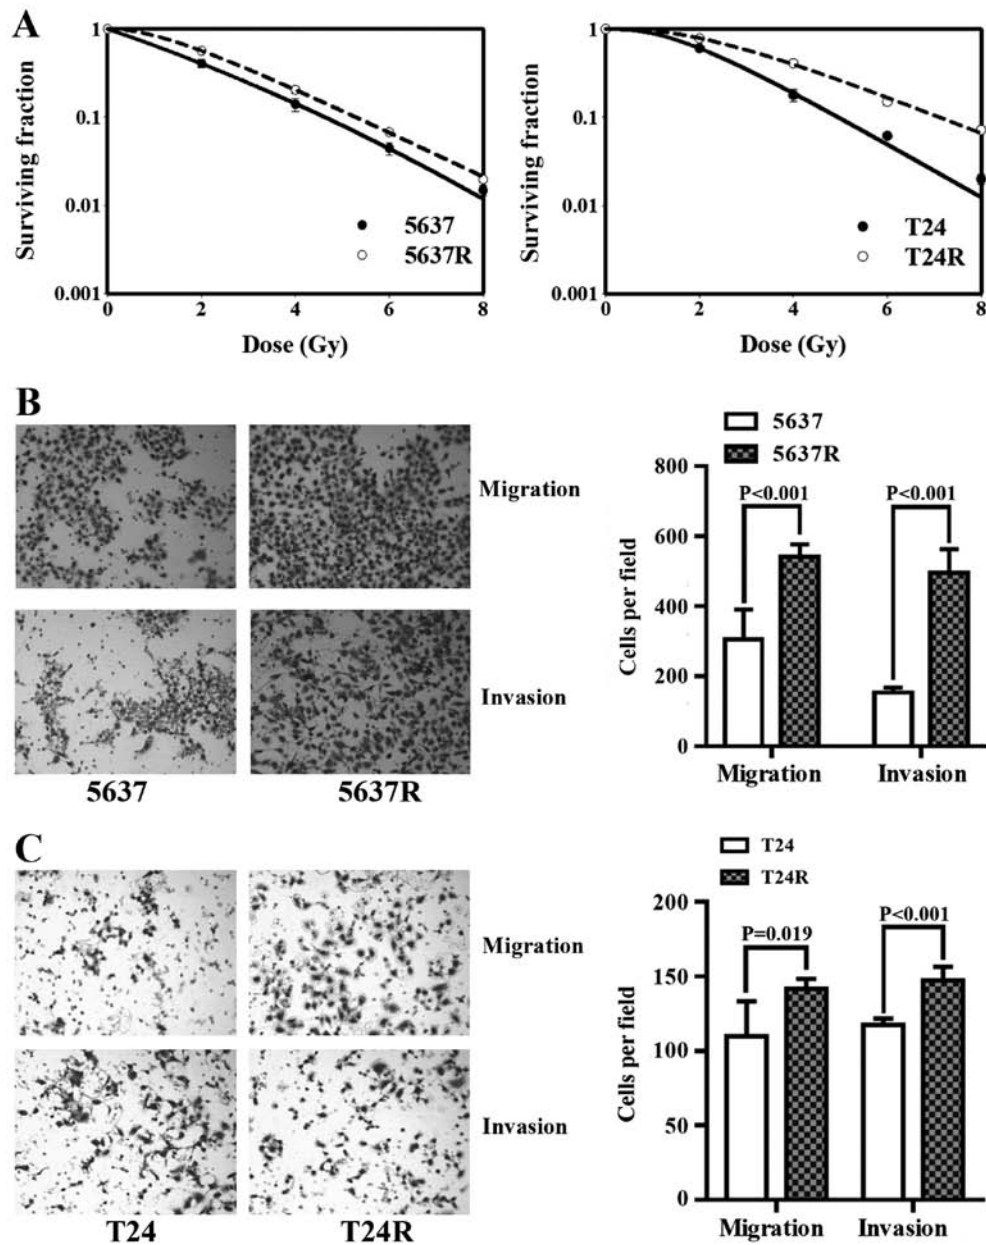 A
Surviving fraction
1
0.1
0.01
0.001
0
2
4
6
8
Dose (Gy)
5637
5637R
Surviving fraction
1
0.1
0.01
0.001
0
2
4
6
8
Dose (Gy)
T24
T24R
B
Migration
Invasion
5637
5637R
5637
5637R
Cells per field
800
600
400
200
0
P<0.001
P<0.001
Migration
Invasion
C
Migration
Invasion
T24
T24R
T24
T24R
Cells per field
200
150
100
50
0
P=0.019
P<0.001
Migration
Invasion